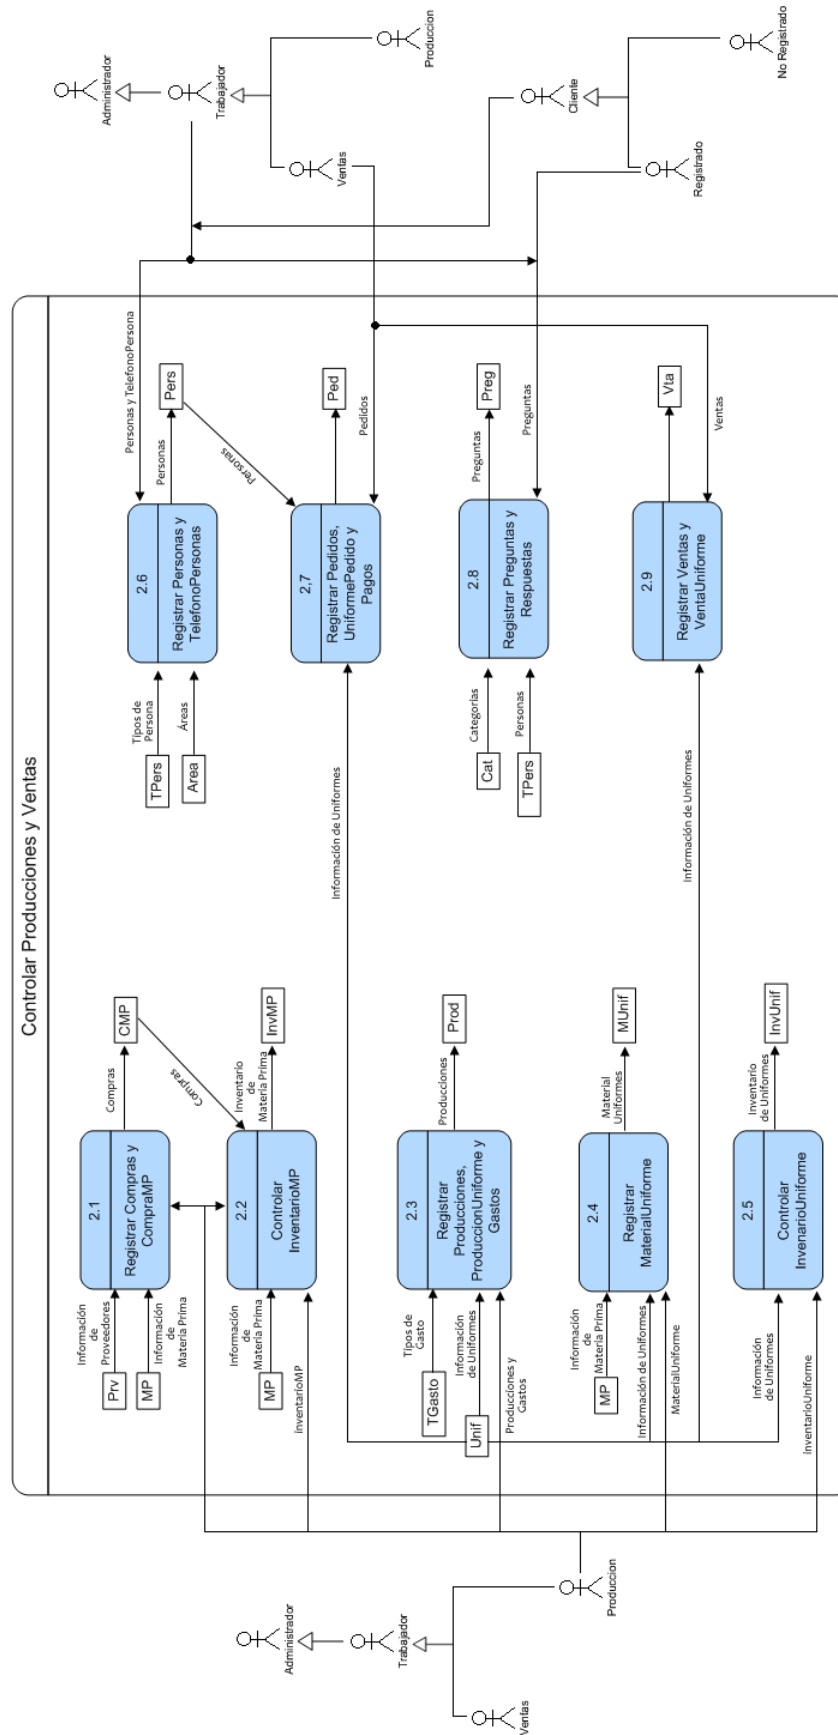 Controlar Producciones y Ventas
Administrador
Trabajador
Ventas
Produccion
Información
de
Proveedores
Prv
Información
de
Materia Prima
MP
2.1
Registrar Compras y
CompraMP
Compras
CMP
Compras
Información
de
Materia Prima
MP
inventarioMP
2.2
Controlar
InventarioMP
Inventario
de
Materia Prima
InvMP
Tipos de
Gasto
TGasto
Información
de Uniformes
Unif
Producciones y
Gastos
2.3
Registrar
Producciones,
ProduccionUniforme y
Gastos
Producciones
Prod
Información
de
Materia Prima
MP
Información de Uniformes
MaterialUniforme
2.4
Registrar
MaterialUniforme
Material
Uniformes
MUnif
Información
de Uniformes
inventarioUniforme
2.5
Controlar
InvenarioUniforme
Inventario
de Uniformes
InvUnif
Tipos de
Persona
TPers
Áreas
Area
2.6
Registrar Personas y
TelefonoPersonas
Personas
Pers
Personas y TelefonoPersona
Personas
Información de Uniformes
2,7
Registrar Pedidos,
UniformePedido y
Pagos
Ped
Pedidos
Categorias
Cat
Personas
TPers
2.8
Registrar Preguntas y
Respuestas
Preguntas
Preg
Preguntas
Información de Uniformes
2.9
Registrar Ventas y
VentaUniforme
Vta
Ventas
Administrador
Trabajador
Ventas
Produccion
Cliente
Registrado
No Registrado